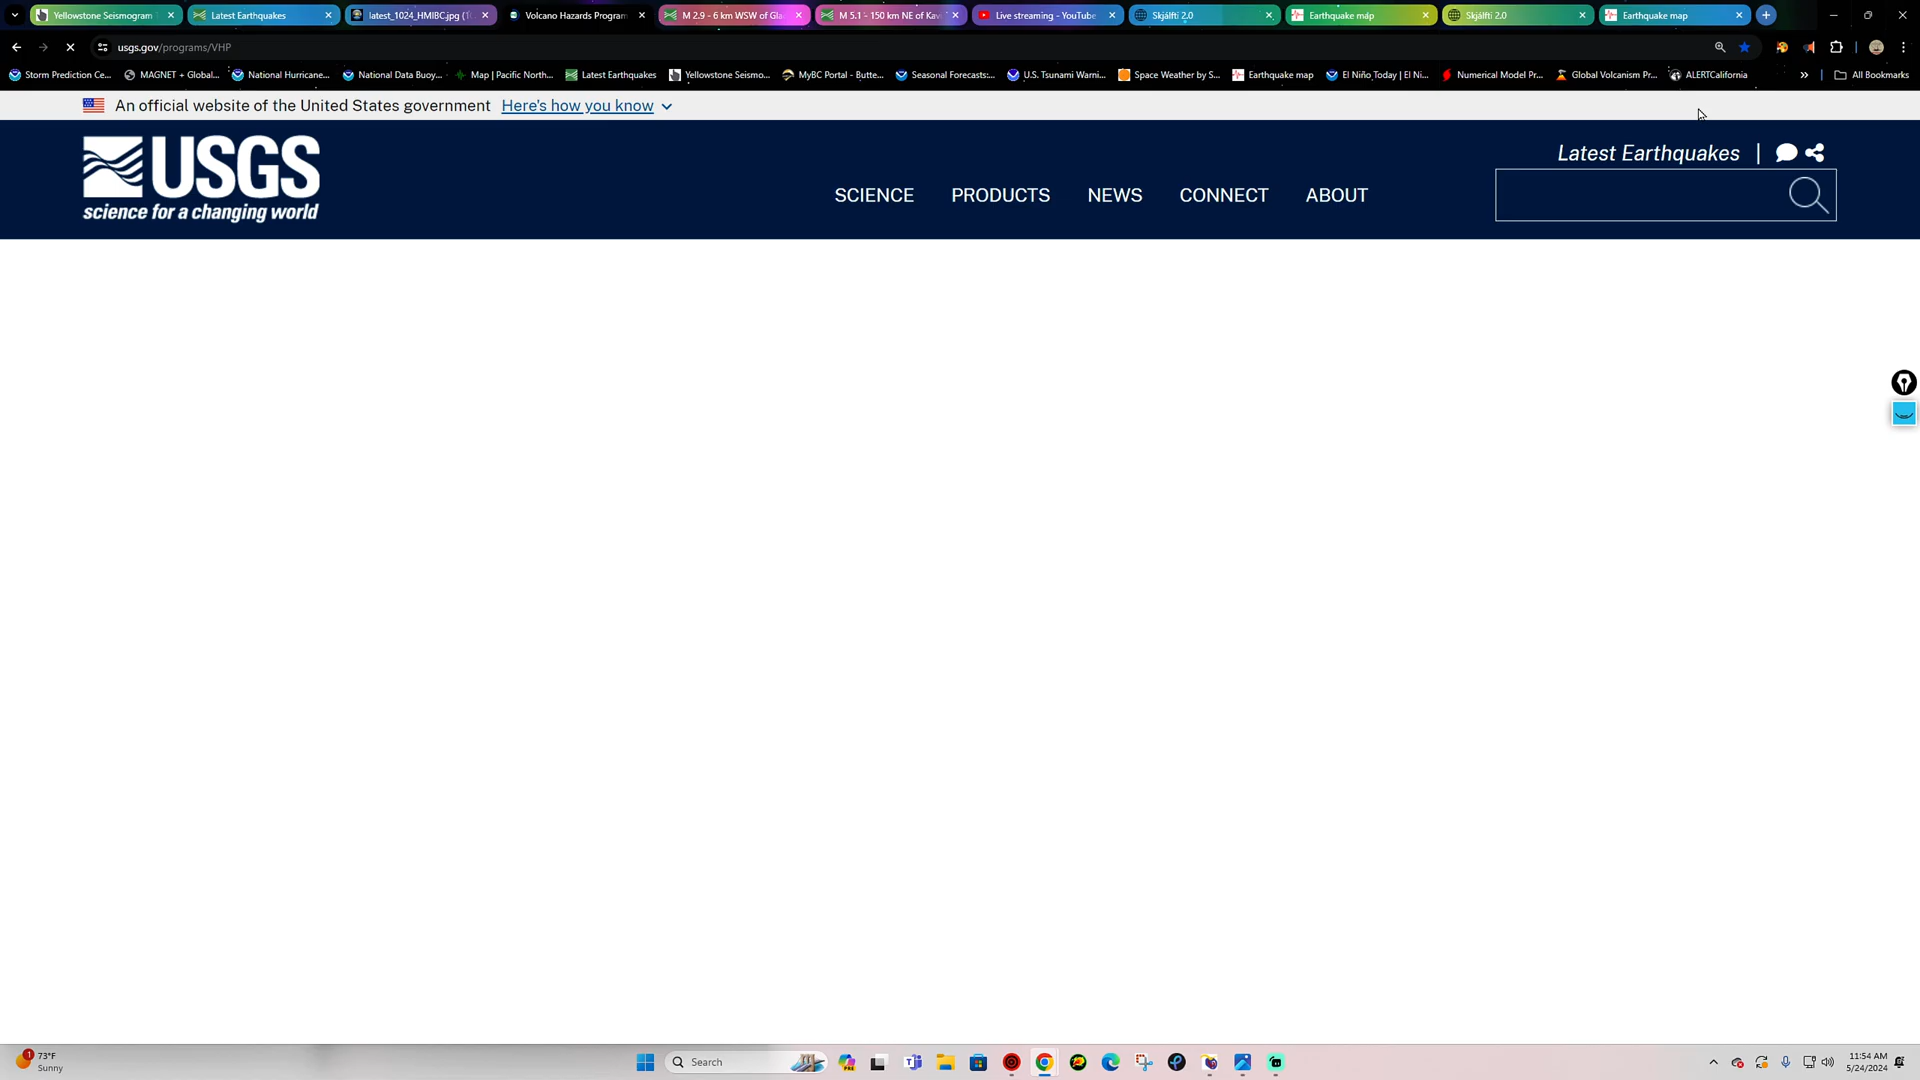 Yellowstone Seismogram
Latest Earthquakes
latest_1024_HMIBC.jpg (1
Volcano Hazards Program
M 2.9 - 6 km WSW of Gla
M 5.1 - 150 km NE of Kav
Live streaming - YouTube
Skjálfti 2.0
Earthquake map
Skjálfti 2.0
Earthquake map
usgs.gov/programs/VHP
Storm Prediction Ce...
MAGNET + Global...
National Hurricane...
National Data Buoy...
Map | Pacific North...
Latest Earthquakes
Yellowstone Seismo...
MyBC Portal - Butte...
Seasonal Forecasts:...
U.S. Tsunami Warni...
Space Weather by S...
Earthquake map
El Niño Today | El Ni...
Numerical Model Pr...
Global Volcanism Pr...
ALERTCalifornia
All Bookmarks
An official website of the United States government Here's how you know
USGS
science for a changing world
SCIENCE
PRODUCTS
NEWS
CONNECT
ABOUT
Latest Earthquakes
1
73°F
Sunny
Search
PRE
11:54 AM
5/24/2024